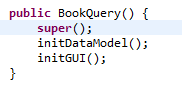 public BookQuery() {
    super();
    initDataModel();
    initGUI();
}